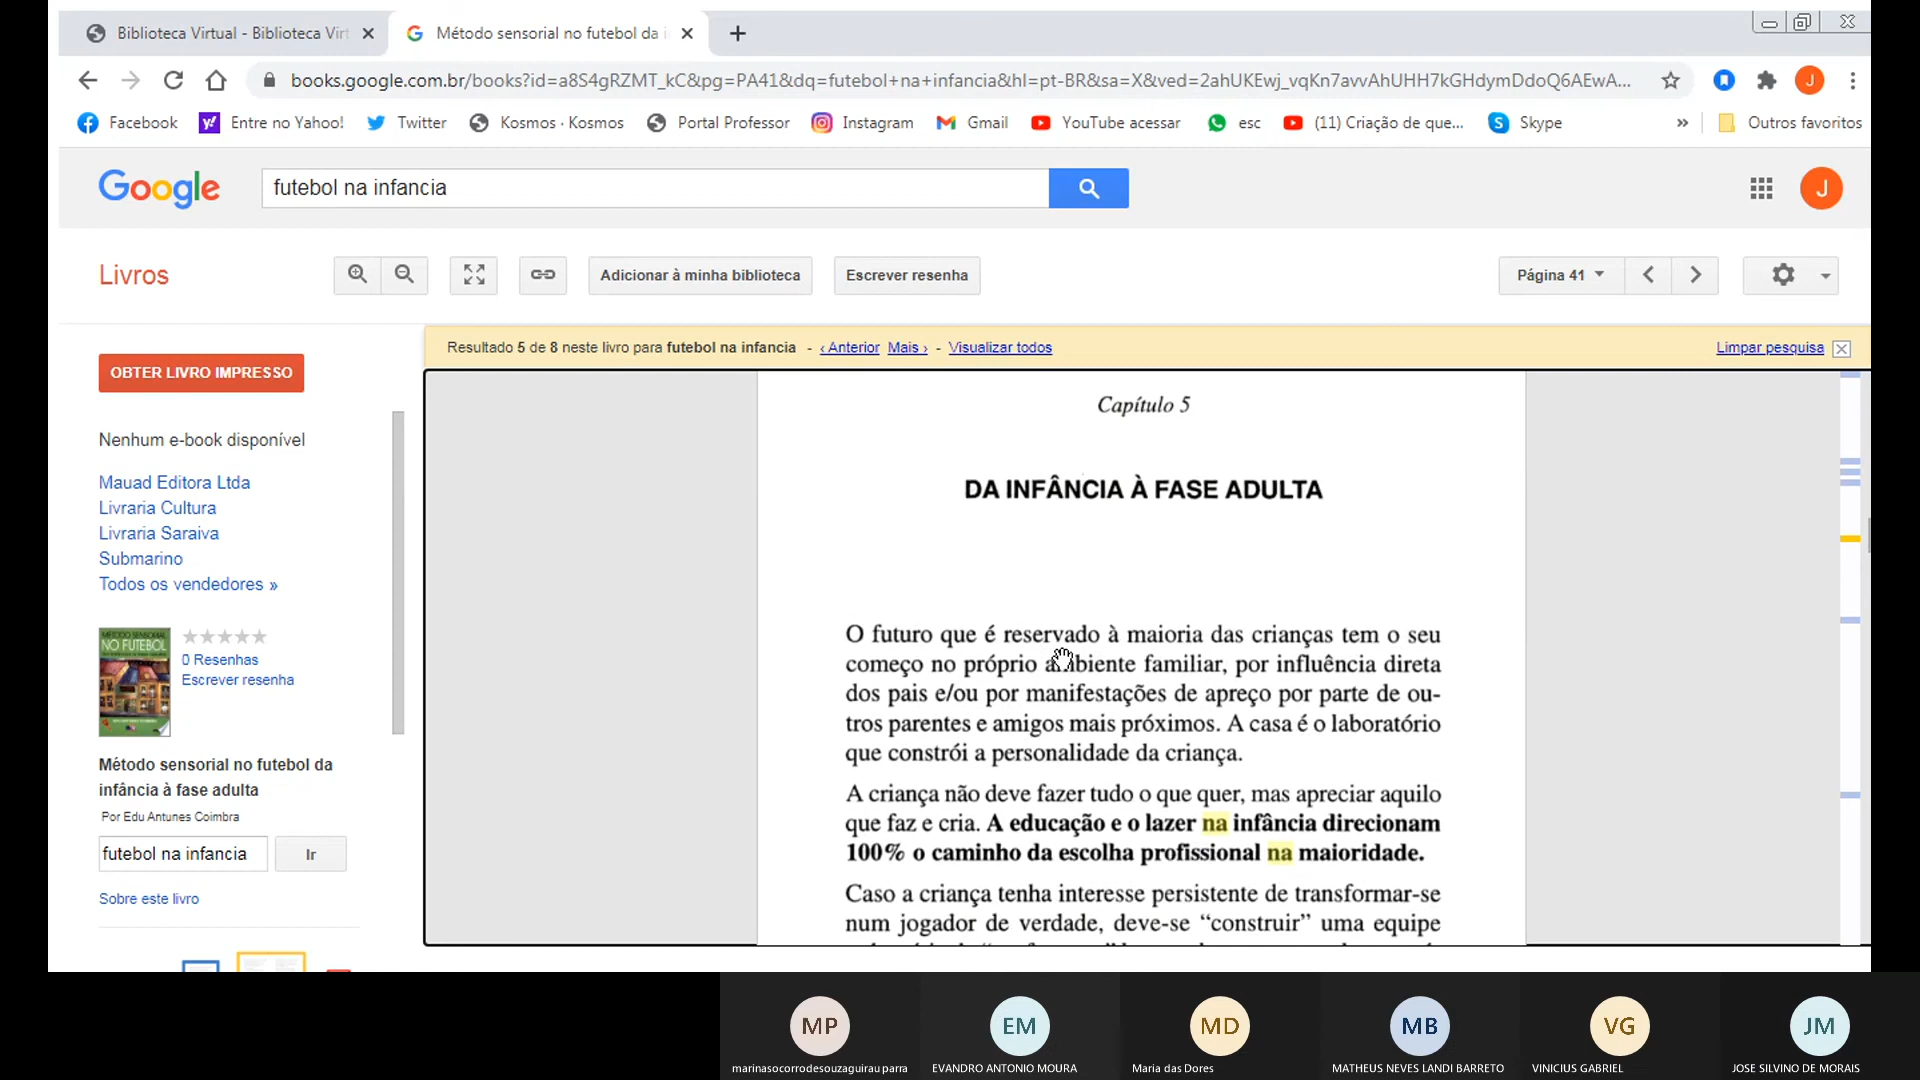 Biblioteca Virtual - Biblioteca Virt
Método sensorial no futebol da i
books.google.com.br/books?id=a8S4gRZMT_kC&pg=PA41&dq=futebol+na+infancia&hl=pt-BR&sa=X&ved=2ahUKEwj_vqKn7avvAhUHH7kGHdymDdoQ6AEwA...
J
Facebook
Entre no Yahoo!
Twitter
Kosmos · Kosmos
Portal Professor
Instagram
Gmail
YouTube acessar
esc
(11) Criação de que...
Skype
»
Outros favoritos
Google
futebol na infancia
J
Livros
Adicionar à minha biblioteca
Escrever resenha
Página 41
Resultado 5 de 8 neste livro para futebol na infancia - ‹ Anterior Mais › - Visualizar todos
Limpar pesquisa
OBTER LIVRO IMPRESSO
Nenhum e-book disponível
Mauad Editora Ltda
Livraria Cultura
Livraria Saraiva
Submarino
Todos os vendedores »
MÉTODO SENSORIAL
NO FUTEBOL
0 Resenhas
Escrever resenha
Método sensorial no futebol da
infância à fase adulta
Por Edu Antunes Coimbra
futebol na infancia
Ir
Sobre este livro
Capítulo 5
DA INFÂNCIA À FASE ADULTA
O futuro que é reservado à maioria das crianças tem o seu
começo no próprio ambiente familiar, por influência direta
dos pais e/ou por manifestações de apreço por parte de ou-
tros parentes e amigos mais próximos. A casa é o laboratório
que constrói a personalidade da criança.
A criança não deve fazer tudo o que quer, mas apreciar aquilo
que faz e cria. A educação e o lazer na infância direcionam
100% o caminho da escolha profissional na maioridade.
Caso a criança tenha interesse persistente de transformar-se
num jogador de verdade, deve-se “construir” uma equipe
MP
marinasocorrodesouzaguirau parra
EM
EVANDRO ANTONIO MOURA
MD
Maria das Dores
MB
MATHEUS NEVES LANDI BARRETO
VG
VINICIUS GABRIEL
JM
JOSE SILVINO DE MORAIS